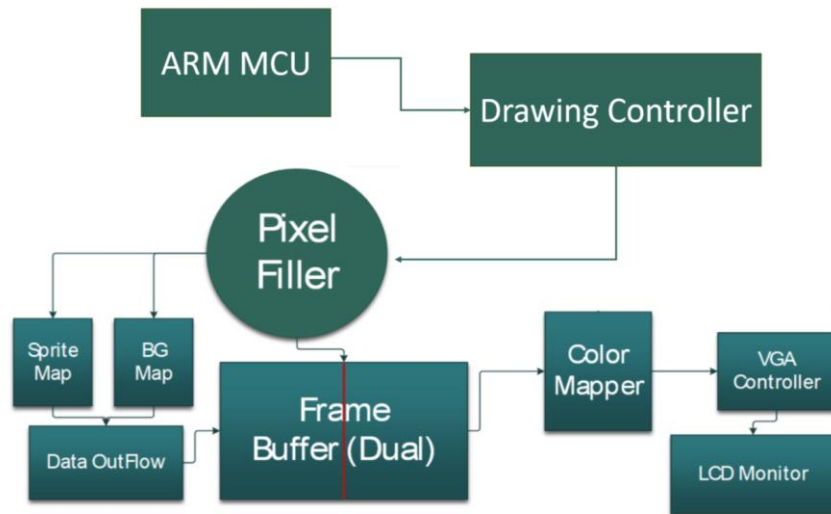 ARM MCU
Drawing Controller
Pixel
Filler
Sprite
Map
BG
Map
Color
Mapper
VGA
Controller
Frame
Buffer (Dual)
Data OutFlow
LCD Monitor